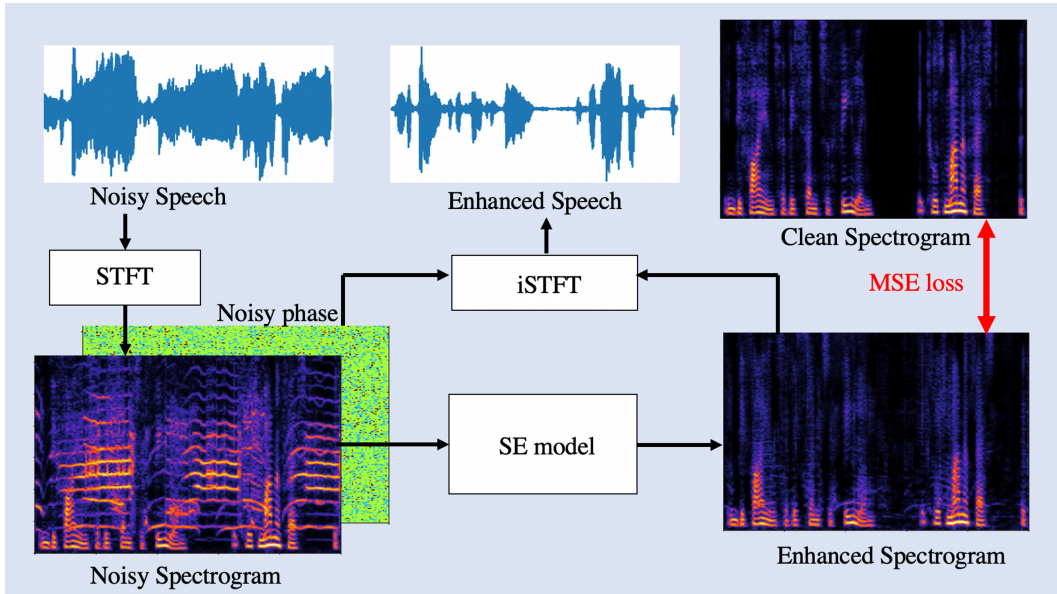 Noisy Speech
Enhanced Speech
Clean Spectrogram
STFT
iSTFT
MSE loss
Noisy phase
SE model
Noisy Spectrogram
Enhanced Spectrogram